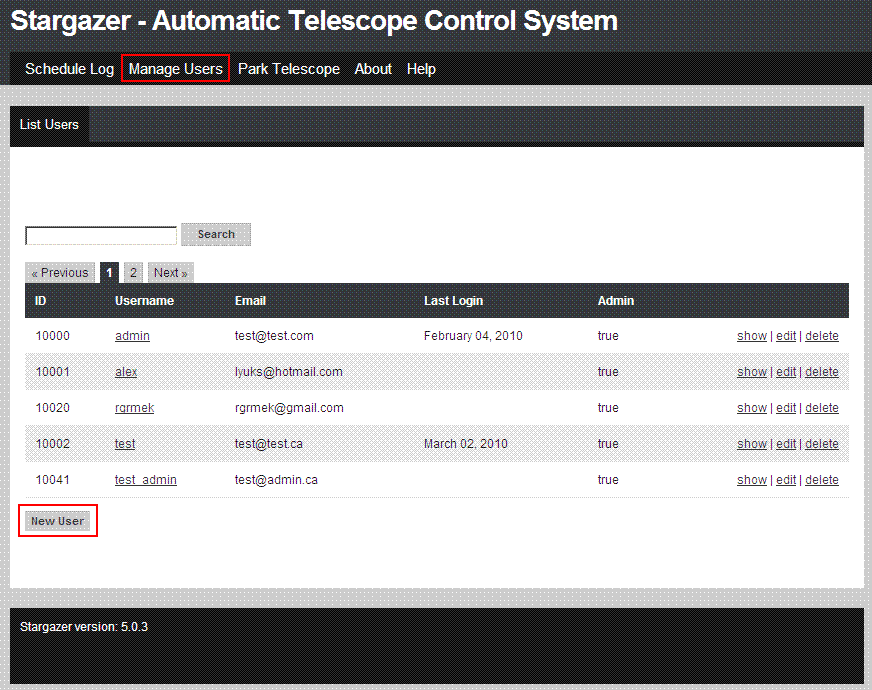 Stargazer - Automatic Telescope Control System
Schedule Log Manage Users Park Telescope About Help
List Users
Search
« Previous 1 2 Next »
ID Username Email Last Login Admin
10000 admin test@test.com February 04, 2010 true show | edit | delete
10001 alex lyuks@hotmail.com true show | edit | delete
10020 rgrmek rgrmek@gmail.com true show | edit | delete
10002 test test@test.ca March 02, 2010 true show | edit | delete
10041 test_admin test@admin.ca true show | edit | delete
New User
Stargazer version: 5.0.3